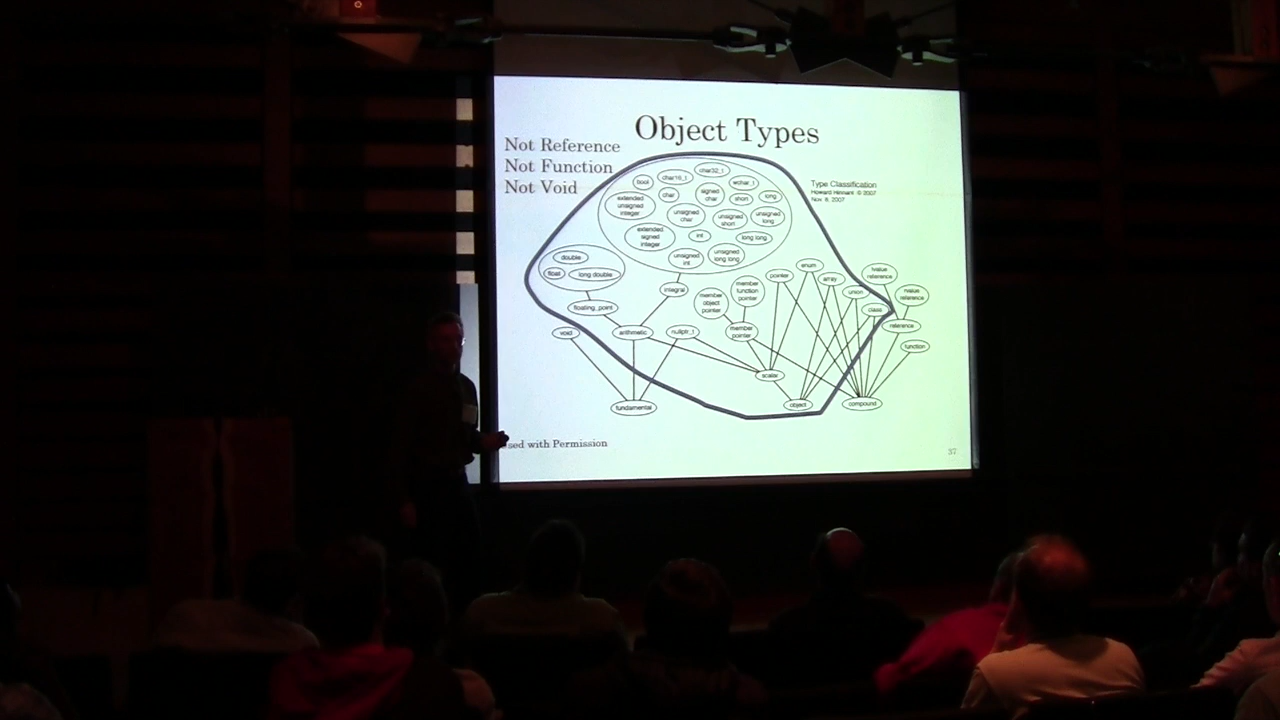 Object Types
Not Reference
Not Function
Not Void
Type Classification
Howard Hinnant © 2007
Nov 8, 2007
bool
char16_t
char32_t
wchar_t
long
extended
unsigned
integer
char
signed
char
short
unsigned
char
unsigned
short
unsigned
long
extended
signed
integer
int
long long
unsigned
int
unsigned
long long
double
float
long double
floating_point
integral
member
object
pointer
member
function
pointer
pointer
enum
array
union
class
lvalue
reference
rvalue
reference
reference
function
void
arithmetic
nullptr_t
member
pointer
scalar
fundamental
object
compound
sed with Permission
37